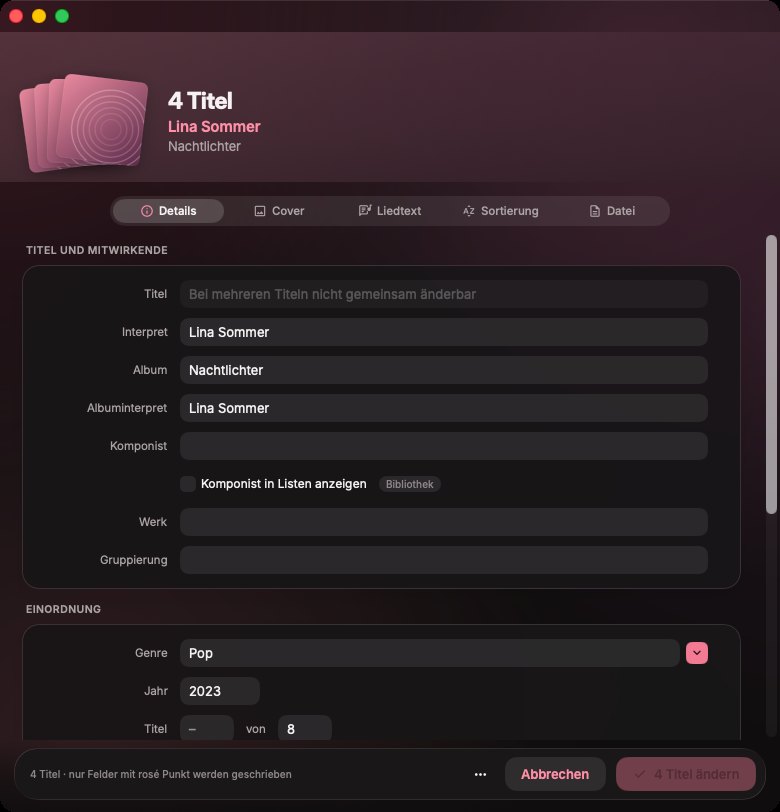 4 Titel
Lina Sommer
Nachtlichter
Details
Cover
Liedtext
Sortierung
Datei
TITEL UND MITWIRKENDE
Titel Bei mehreren Titeln nicht gemeinsam änderbar
Interpret Lina Sommer
Album Nachtlichter
Albuminterpret Lina Sommer
Komponist
Komponist in Listen anzeigen Bibliothek
Werk
Gruppierung
EINORDNUNG
Genre Pop
Jahr 2023
Titel – von 8
4 Titel · nur Felder mit rosé Punkt werden geschrieben ••• Abbrechen 4 Titel ändern